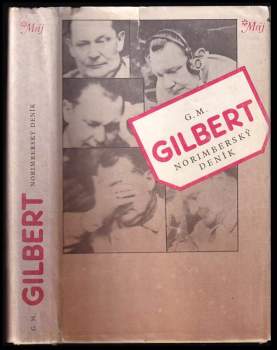 Máj
Máj
G. M.
GILBERT
NORIMBERSKÝ
DENÍK
G. M. GILBERT NORIMBERSKÝ DENÍK